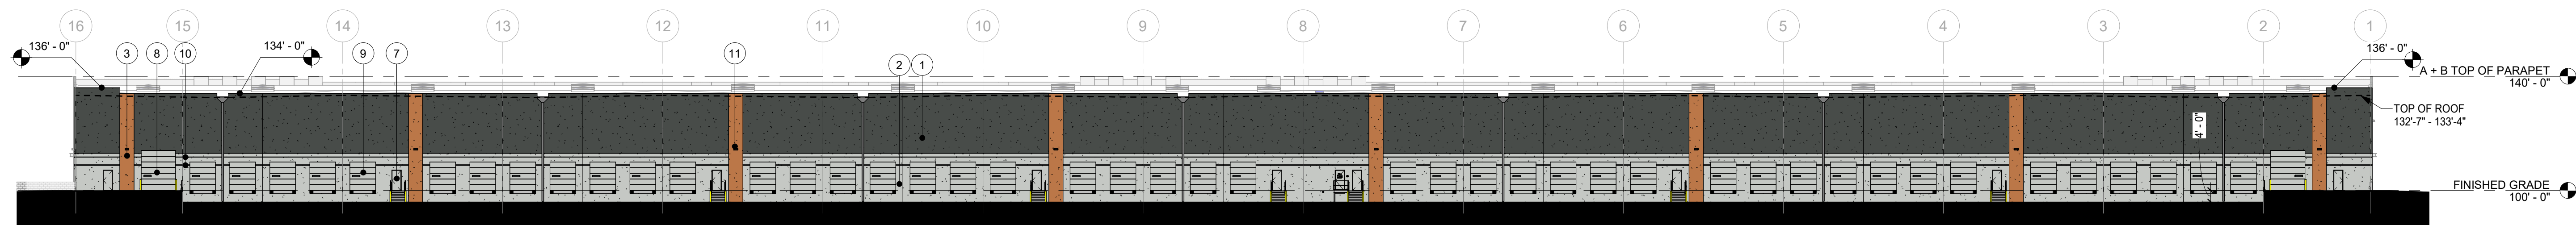 16 15 14 13 12 11 10 9 8 7 6 5 4 3 2 1
136' - 0" 3 8 10 134' - 0" 9 7 11 2 1 136' - 0"
A + B TOP OF PARAPET
140' - 0"
TOP OF ROOF
132'-7" - 133'-4"
4' - 0"
FINISHED GRADE
100' - 0"